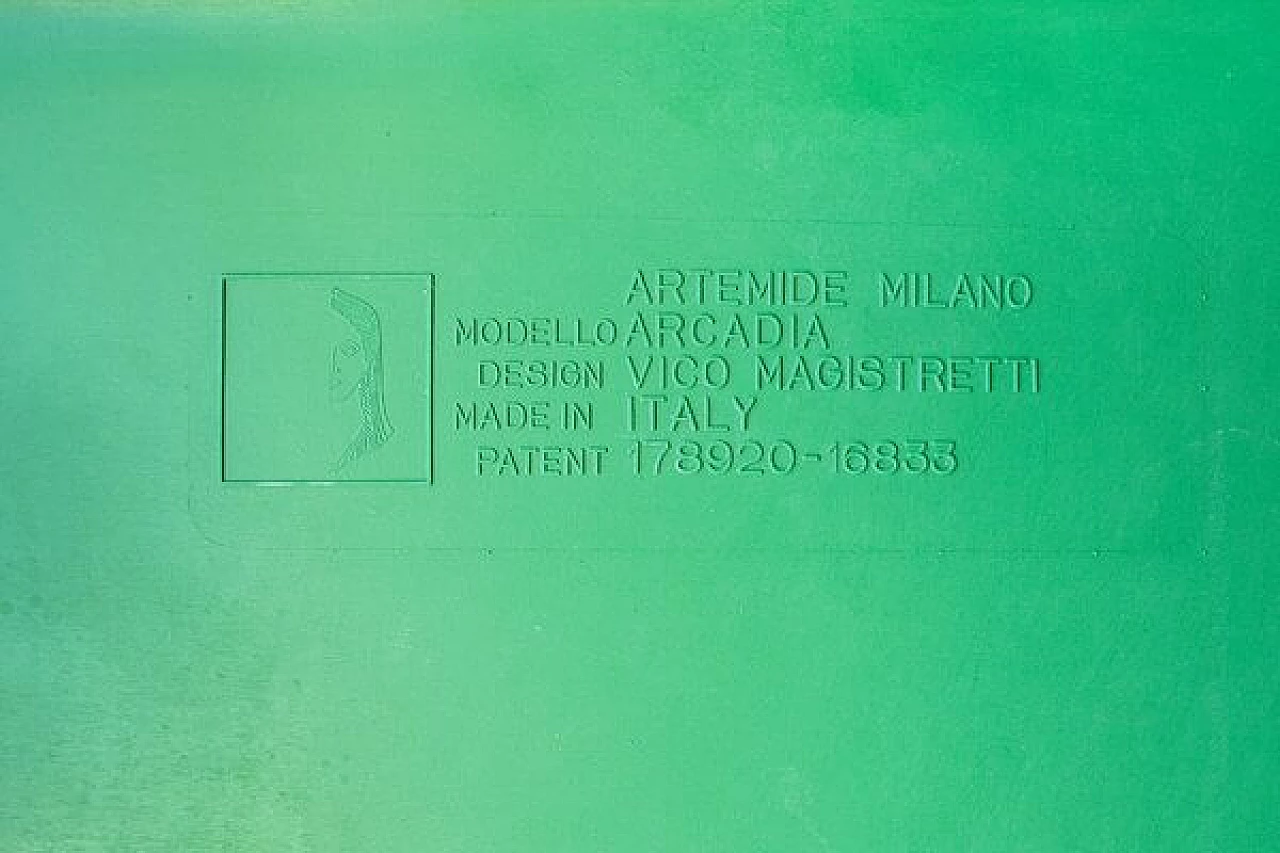 ARTEMIDE MILANO
MODELLO ARCADIA
DESIGN VICO MAGISTRETTI
MADE IN ITALY
PATENT 178920-16833